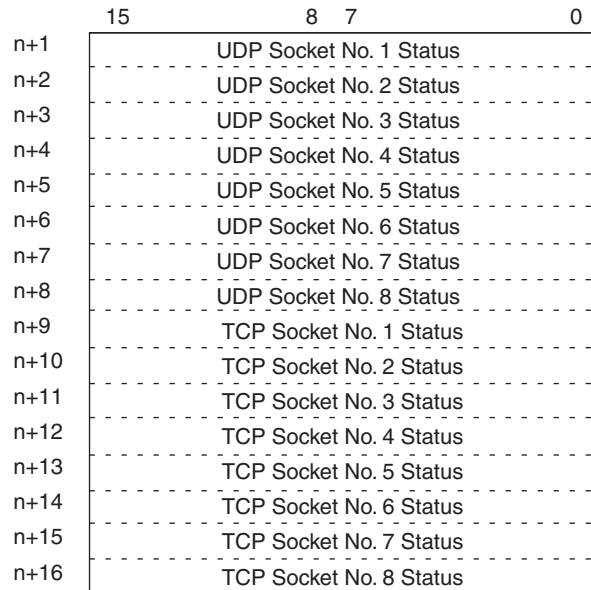 15 8 7 0
n+1 UDP Socket No. 1 Status
n+2 UDP Socket No. 2 Status
n+3 UDP Socket No. 3 Status
n+4 UDP Socket No. 4 Status
n+5 UDP Socket No. 5 Status
n+6 UDP Socket No. 6 Status
n+7 UDP Socket No. 7 Status
n+8 UDP Socket No. 8 Status
n+9 TCP Socket No. 1 Status
n+10 TCP Socket No. 2 Status
n+11 TCP Socket No. 3 Status
n+12 TCP Socket No. 4 Status
n+13 TCP Socket No. 5 Status
n+14 TCP Socket No. 6 Status
n+15 TCP Socket No. 7 Status
n+16 TCP Socket No. 8 Status